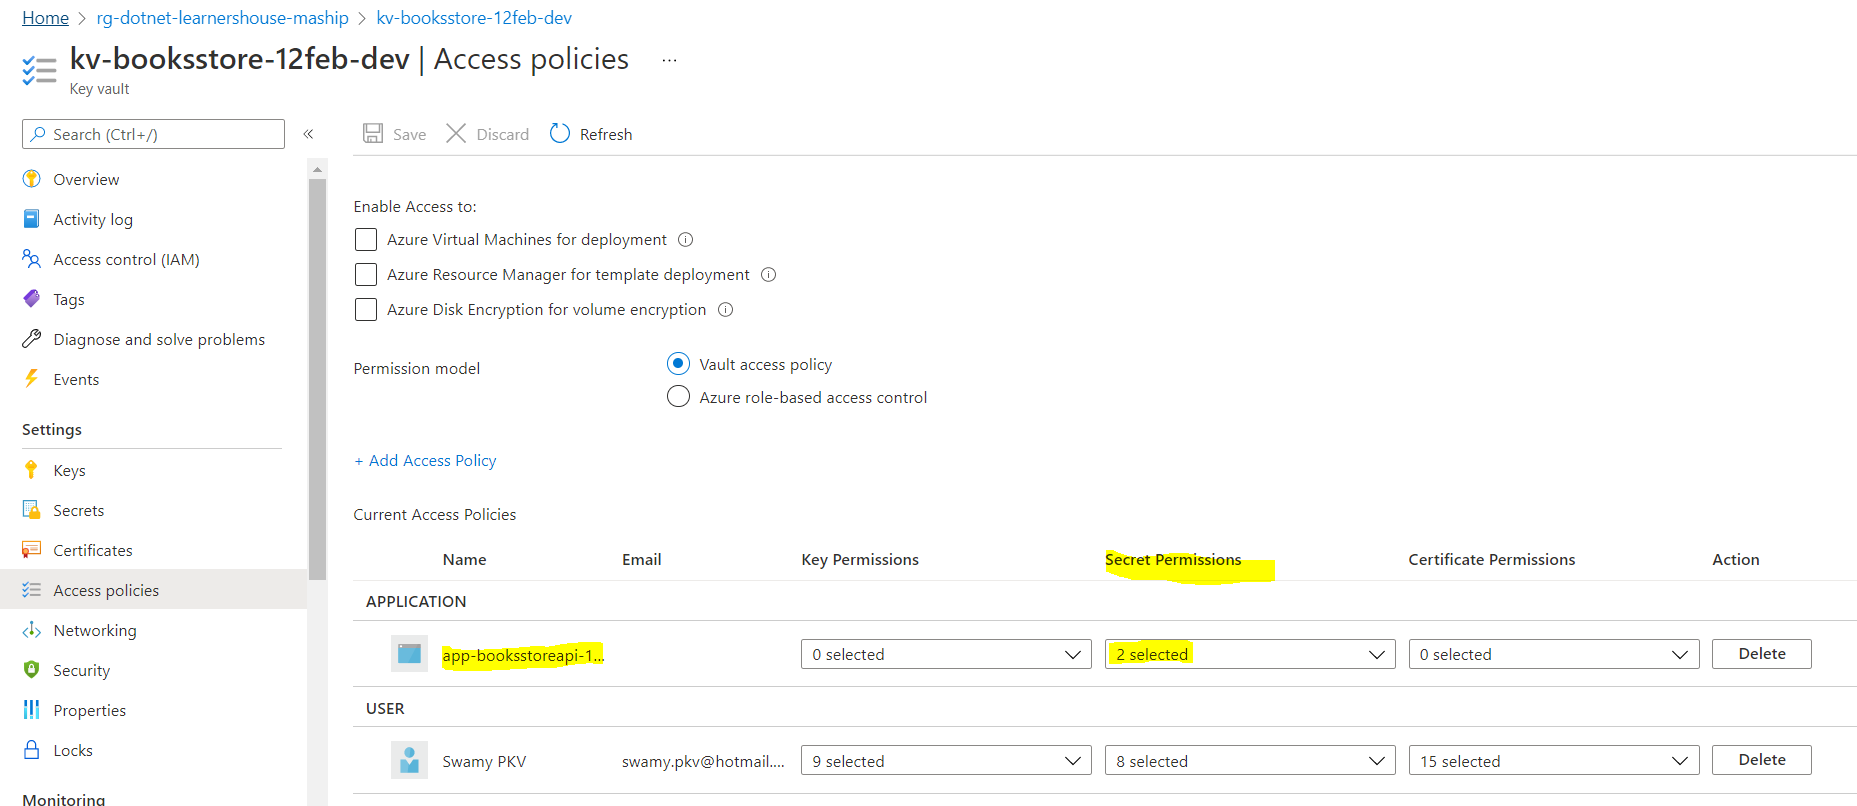 Home > rg-dotnet-learnershouse-maship > kv-booksstore-12feb-dev
kv-booksstore-12feb-dev | Access policies ...
Key vault
Search (Ctrl+/) «
Save Discard Refresh
Overview
Activity log
Access control (IAM)
Tags
Diagnose and solve problems
Events
Settings
Keys
Secrets
Certificates
Access policies
Networking
Security
Properties
Locks
Monitoring
Enable Access to:
Azure Virtual Machines for deployment
Azure Resource Manager for template deployment
Azure Disk Encryption for volume encryption
Permission model
Vault access policy
Azure role-based access control
+ Add Access Policy
Current Access Policies
Name Email Key Permissions Secret Permissions Certificate Permissions Action
APPLICATION
app-booksstoreapi-1... 0 selected 2 selected 0 selected Delete
USER
Swamy PKV swamy.pkv@hotmail.... 9 selected 8 selected 15 selected Delete